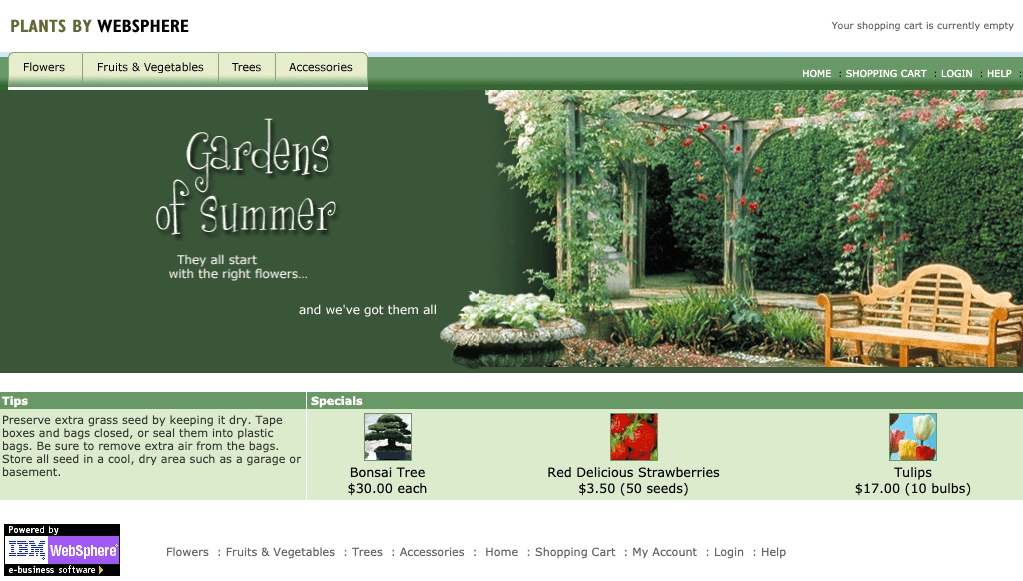 PLANTS BY WEBSPHERE
Your shopping cart is currently empty
Flowers
Fruits & Vegetables
Trees
Accessories
HOME : SHOPPING CART : LOGIN : HELP :
Gardens
of Summer
They all start
with the right flowers...
and we've got them all
Tips
Preserve extra grass seed by keeping it dry. Tape
boxes and bags closed, or seal them into plastic
bags. Be sure to remove extra air from the bags.
Store all seed in a cool, dry area such as a garage or
basement.
Specials
Bonsai Tree
$30.00 each
Red Delicious Strawberries
$3.50 (50 seeds)
Tulips
$17.00 (10 bulbs)
Powered by
IBM WebSphere
e-business software
Flowers : Fruits & Vegetables : Trees : Accessories : Home : Shopping Cart : My Account : Login : Help